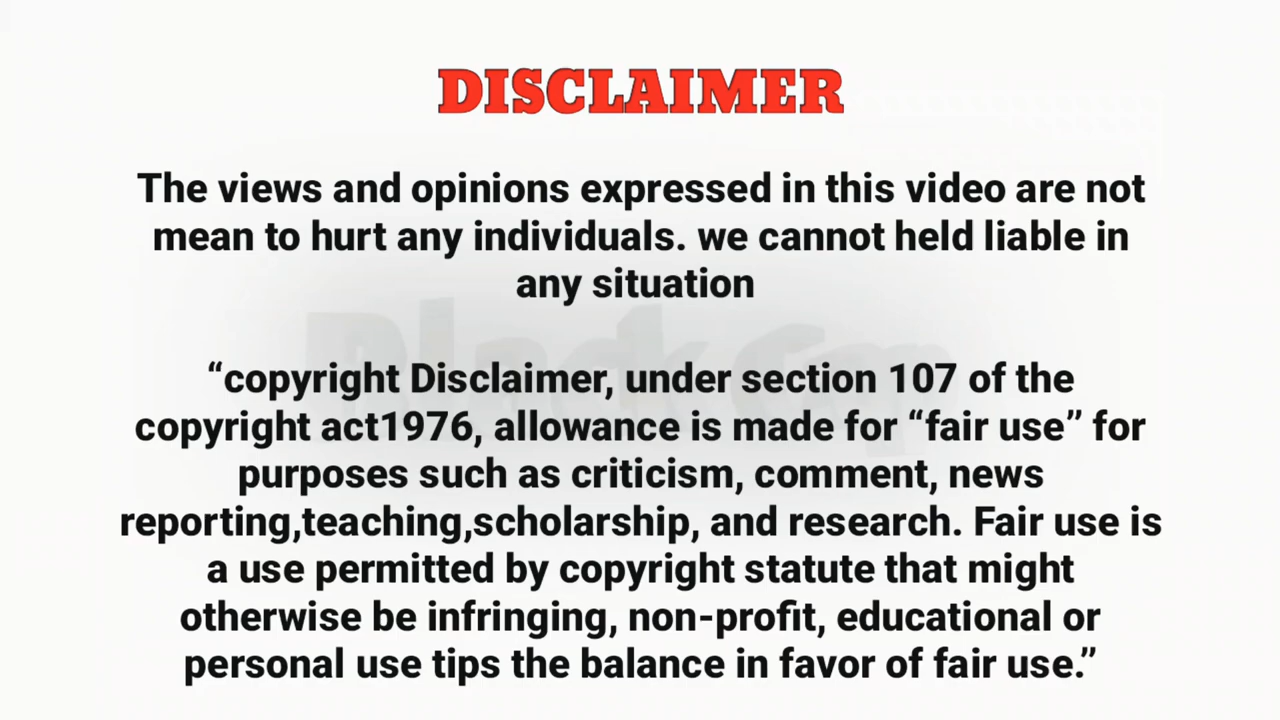 DISCLAIMER
The views and opinions expressed in this video are not
mean to hurt any individuals. we cannot held liable in
any situation
“copyright Disclaimer, under section 107 of the
copyright act1976, allowance is made for “fair use” for
purposes such as criticism, comment, news
reporting,teaching,scholarship, and research. Fair use is
a use permitted by copyright statute that might
otherwise be infringing, non-profit, educational or
personal use tips the balance in favor of fair use.”